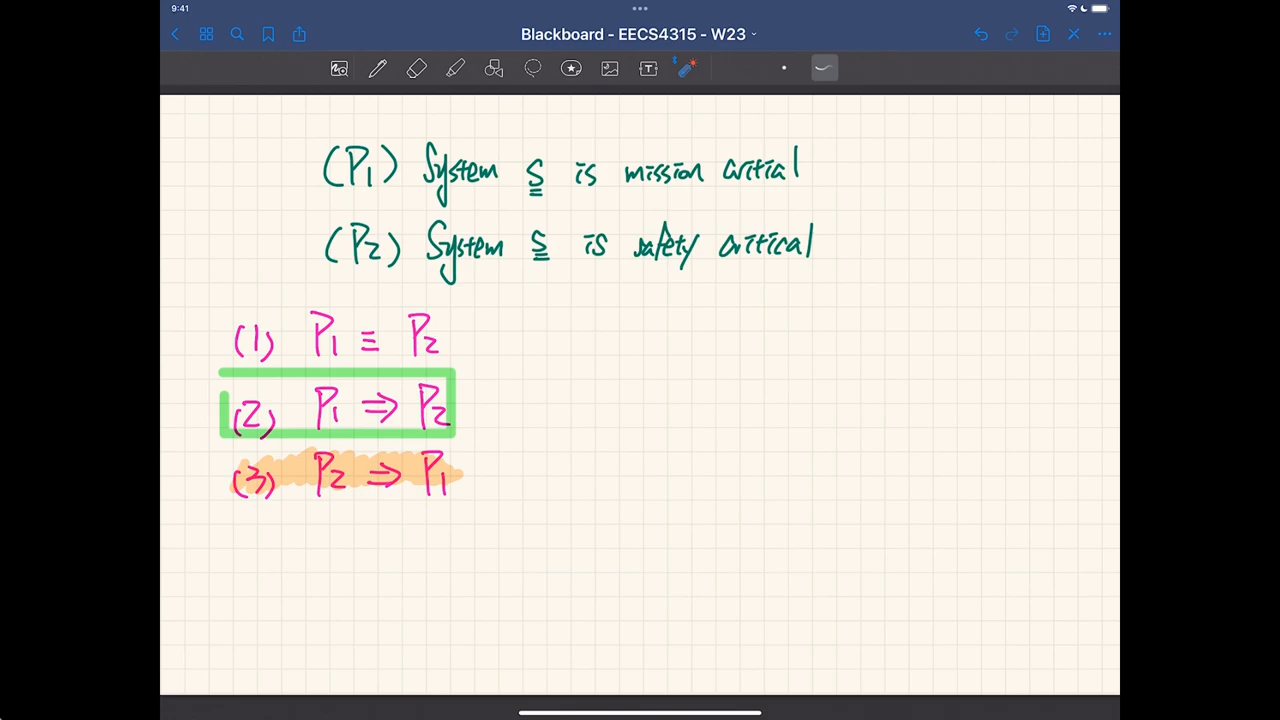 9:41
Blackboard - EECS4315 - W23
(P1) System S is mission critial
(P2) System S is safety critical
(1) P1 ≡ P2
(2) P1 ⇒ P2
(3) P2 ⇒ P1